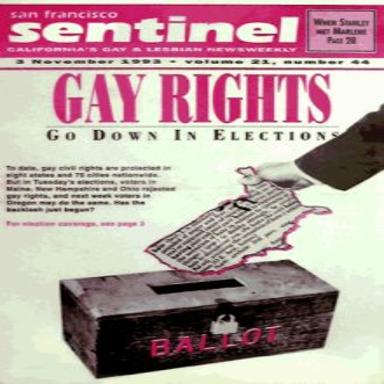 san francisco
sentinel
CALIFORNIA'S GAY & LESBIAN NEWSWEEKLY
WHEN STANLEY
MET MARLENE
PAGE 28
3 November 1993 • volume 21, number 44
GAY RIGHTS
GO DOWN IN ELECTIONS
To date, gay civil rights are protected in
eight states and 75 cities nationwide.
But in Tuesday's elections, voters in
Maine, New Hampshire and Ohio rejected
gay rights, and next week voters in
Oregon may do the same. Has the
backlash just begun?
For election coverage, see page 3
BALLOT